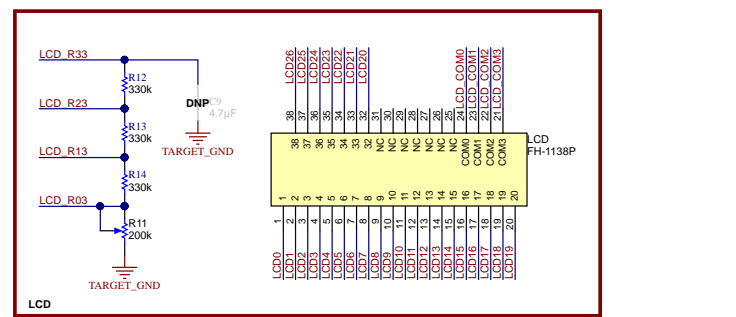 LCD_R33
R12
330k
LCD_R23
R13
330k
LCD_R13
R14
330k
LCD_R03
R11
200k
TARGET_GND
DNP
C9
4.7µF
TARGET_GND
LCD26
LCD25
LCD24
LCD23
LCD22
LCD21
LCD20
LCD_COM0
LCD_COM1
LCD_COM2
LCD_COM3
38
37
36
35
34
33
32
31
30
29
28
27
26
25
24
23
22
21
38
37
36
35
34
33
32
NC
NC
NC
NC
NC
NC
NC
COM0
COM1
COM2
COM3
LCD
FH-1138P
1
2
3
4
5
6
7
8
9
10
11
12
13
14
15
16
17
18
19
20
1
2
3
4
5
6
7
8
9
10
11
12
13
14
15
16
17
18
19
20
LCD0
LCD1
LCD2
LCD3
LCD4
LCD5
LCD6
LCD7
LCD8
LCD9
LCD10
LCD11
LCD12
LCD13
LCD14
LCD15
LCD16
LCD17
LCD18
LCD19
LCD